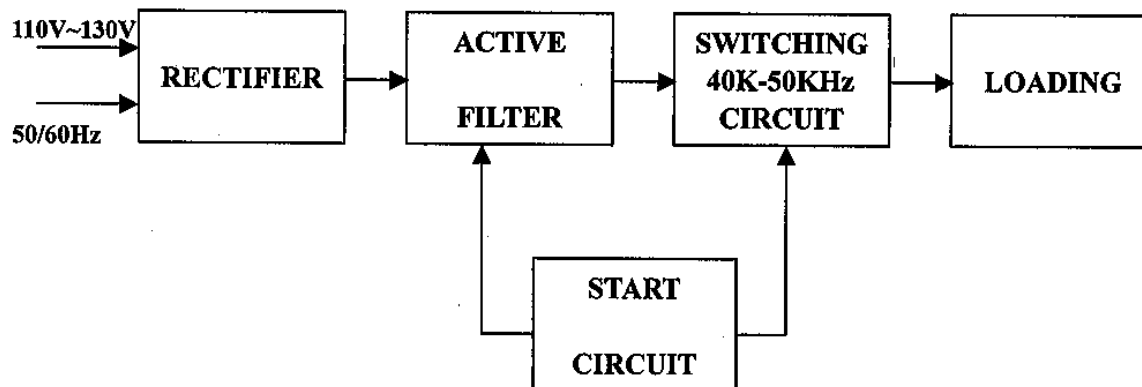 110V~130V
50/60Hz
RECTIFIER
ACTIVE
FILTER
SWITCHING
40K-50KHz
CIRCUIT
LOADING
START
CIRCUIT